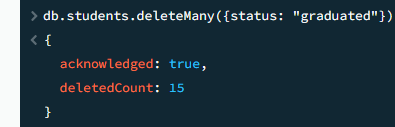 > db.students.deleteMany({status: "graduated"})
< {
acknowledged: true,
deletedCount: 15
}